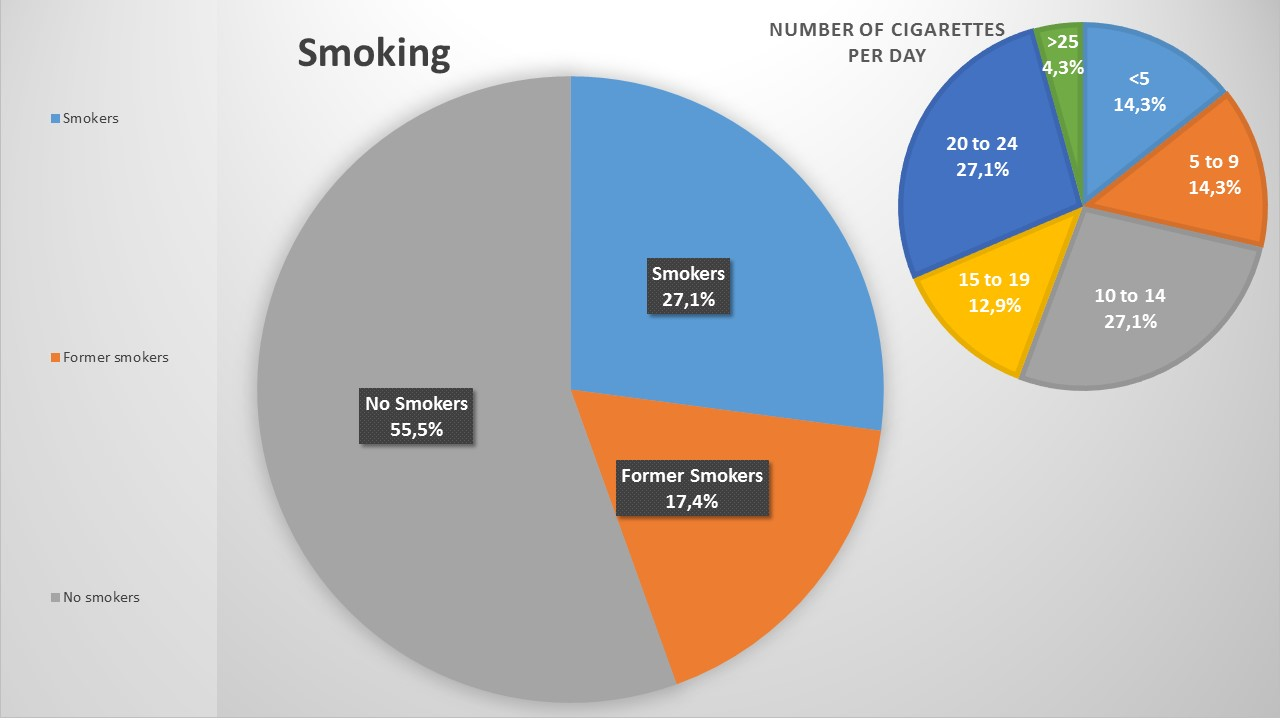 Smoking
Smokers
Former smokers
No smokers
Smokers
27,1%
Former Smokers
17,4%
No Smokers
55,5%
NUMBER OF CIGARETTES
PER DAY
<5
14,3%
5 to 9
14,3%
10 to 14
27,1%
15 to 19
12,9%
20 to 24
27,1%
>25
4,3%